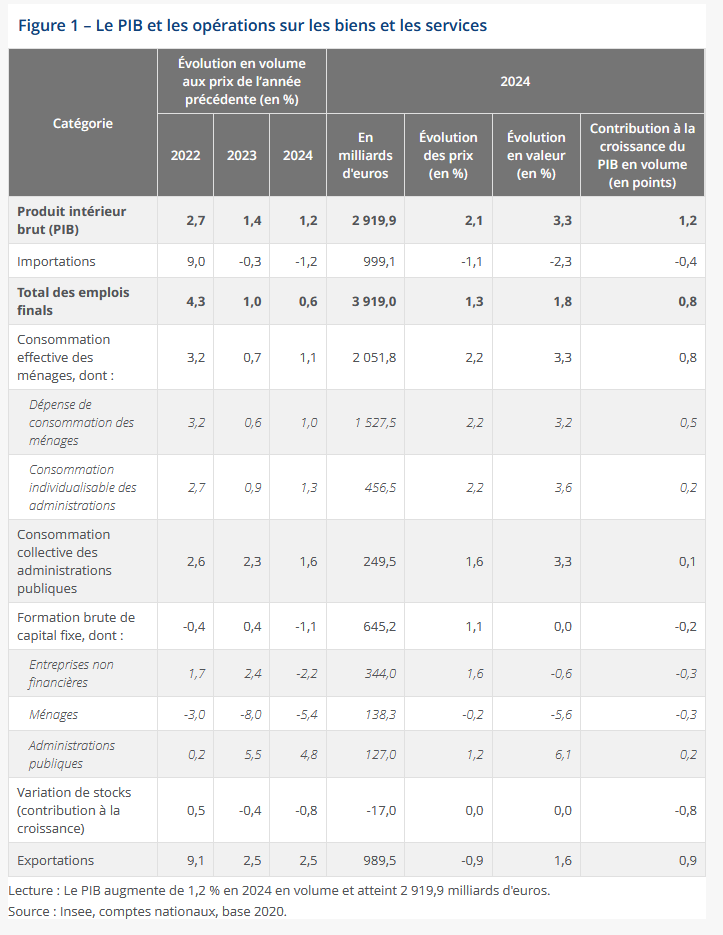 Figure 1 – Le PIB et les opérations sur les biens et les services
Catégorie
Évolution en volume
aux prix de l'année
précédente (en %)
2024
2022
2023
2024
En
milliards
d'euros
Évolution
des prix
(en %)
Évolution
en valeur
(en %)
Contribution à la
croissance du
PIB en volume
(en points)
Produit intérieur
brut (PIB)
2,7 1,4 1,2 2 919,9 2,1 3,3 1,2
Importations 9,0 -0,3 -1,2 999,1 -1,1 -2,3 -0,4
Total des emplois
finals
4,3 1,0 0,6 3 919,0 1,3 1,8 0,8
Consommation
effective des
ménages, dont :
3,2 0,7 1,1 2 051,8 2,2 3,3 0,8
Dépense de
consommation des
ménages
3,2 0,6 1,0 1 527,5 2,2 3,2 0,5
Consommation
individualisable des
administrations
2,7 0,9 1,3 456,5 2,2 3,6 0,2
Consommation
collective des
administrations
publiques
2,6 2,3 1,6 249,5 1,6 3,3 0,1
Formation brute de
capital fixe, dont :
-0,4 0,4 -1,1 645,2 1,1 0,0 -0,2
Entreprises non
financières
1,7 2,4 -2,2 344,0 1,6 -0,6 -0,3
Ménages -3,0 -8,0 -5,4 138,3 -0,2 -5,6 -0,3
Administrations
publiques
0,2 5,5 4,8 127,0 1,2 6,1 0,2
Variation de stocks
(contribution à la
croissance)
0,5 -0,4 -0,8 -17,0 0,0 0,0 -0,8
Exportations 9,1 2,5 2,5 989,5 -0,9 1,6 0,9
Lecture : Le PIB augmente de 1,2 % en 2024 en volume et atteint 2 919,9 milliards d'euros.
Source : Insee, comptes nationaux, base 2020.